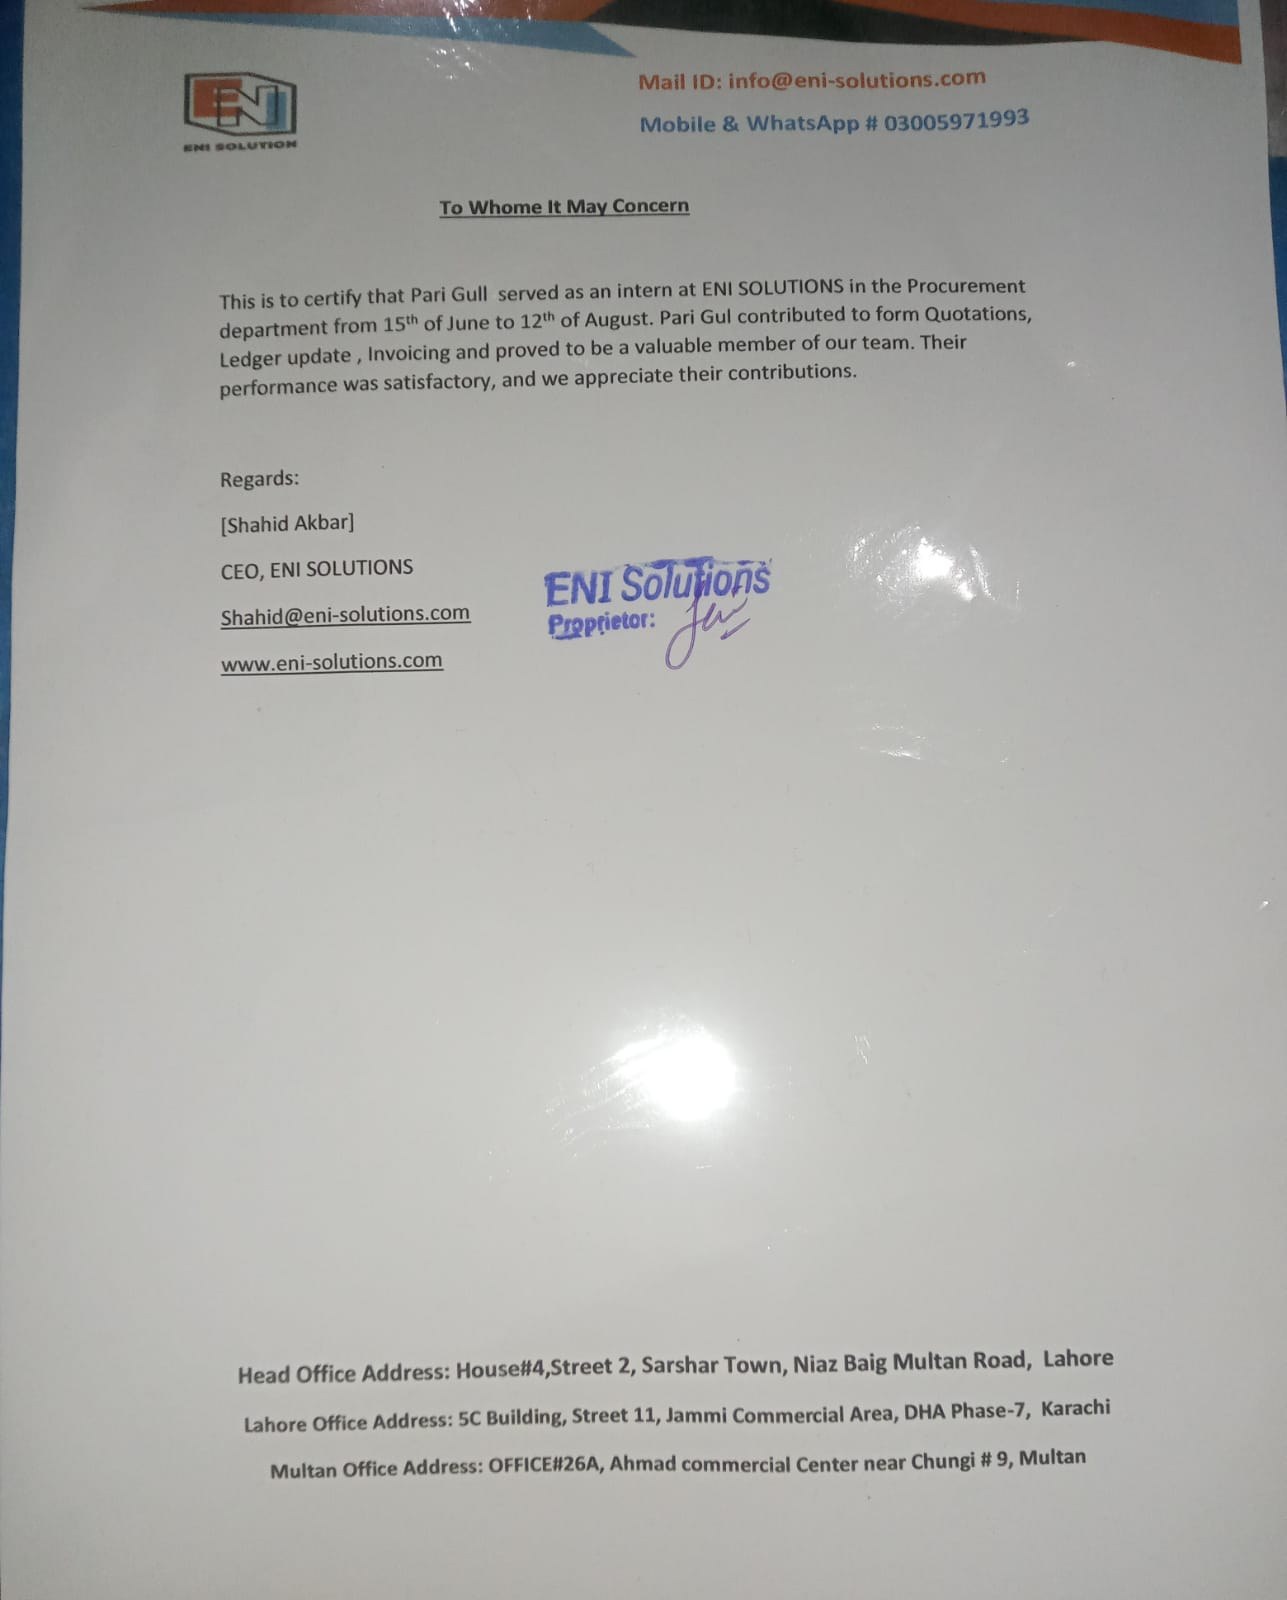 ENI
ENI SOLUTION
Mail ID: info@eni-solutions.com
Mobile & WhatsApp # 03005971993
To Whome It May Concern
This is to certify that Pari Gull served as an intern at ENI SOLUTIONS in the Procurement
department from 15th of June to 12th of August. Pari Gul contributed to form Quotations,
Ledger update , Invoicing and proved to be a valuable member of our team. Their
performance was satisfactory, and we appreciate their contributions.
Regards:
[Shahid Akbar]
CEO, ENI SOLUTIONS
Shahid@eni-solutions.com
www.eni-solutions.com
ENI Solutions
Proprietor:
Head Office Address: House#4,Street 2, Sarshar Town, Niaz Baig Multan Road, Lahore
Lahore Office Address: 5C Building, Street 11, Jammi Commercial Area, DHA Phase-7, Karachi
Multan Office Address: OFFICE#26A, Ahmad commercial Center near Chungi # 9, Multan